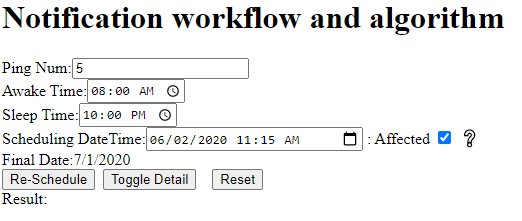 Notification workflow and algorithm
Ping Num: 5
Awake Time: 08:00 AM
Sleep Time: 10:00 PM
Scheduling DateTime: 06/02/2020 11:15 AM : Affected ?
Final Date:7/1/2020
Re-Schedule Toggle Detail Reset
Result: